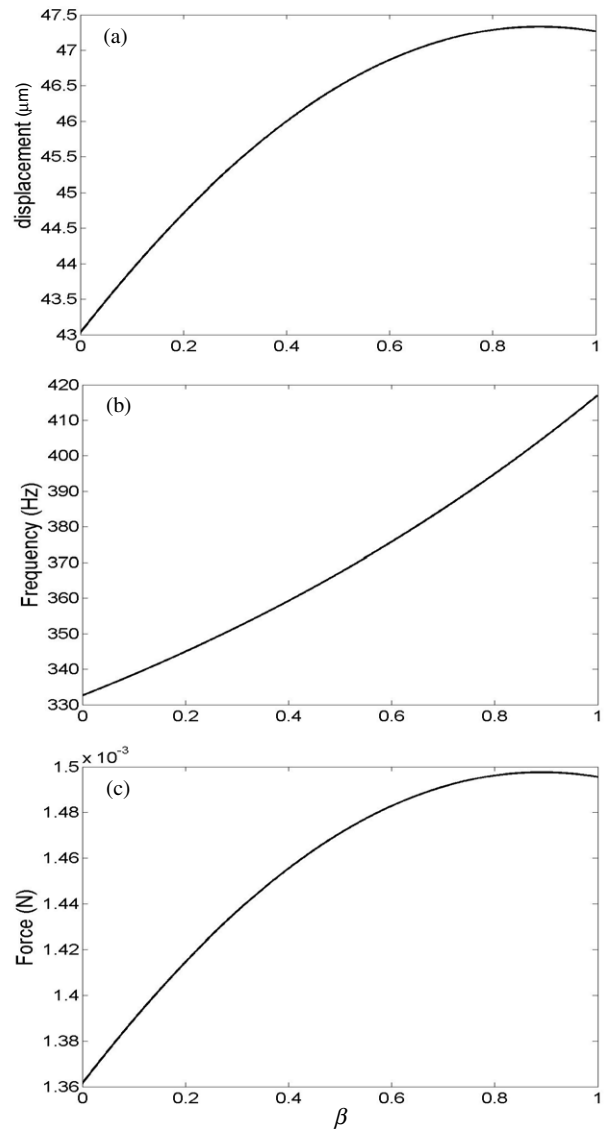 (a)
displacement (μm)
47.5
47
46.5
46
45.5
45
44.5
44
43.5
43
0 0.2 0.4 0.6 0.8 1
(b)
Frequency (Hz)
420
410
400
390
380
370
360
350
340
330
0 0.2 0.4 0.6 0.8 1
(c)
Force (N)
× 10⁻³
1.5
1.48
1.46
1.44
1.42
1.4
1.38
1.36
0 0.2 0.4 0.6 0.8 1
β